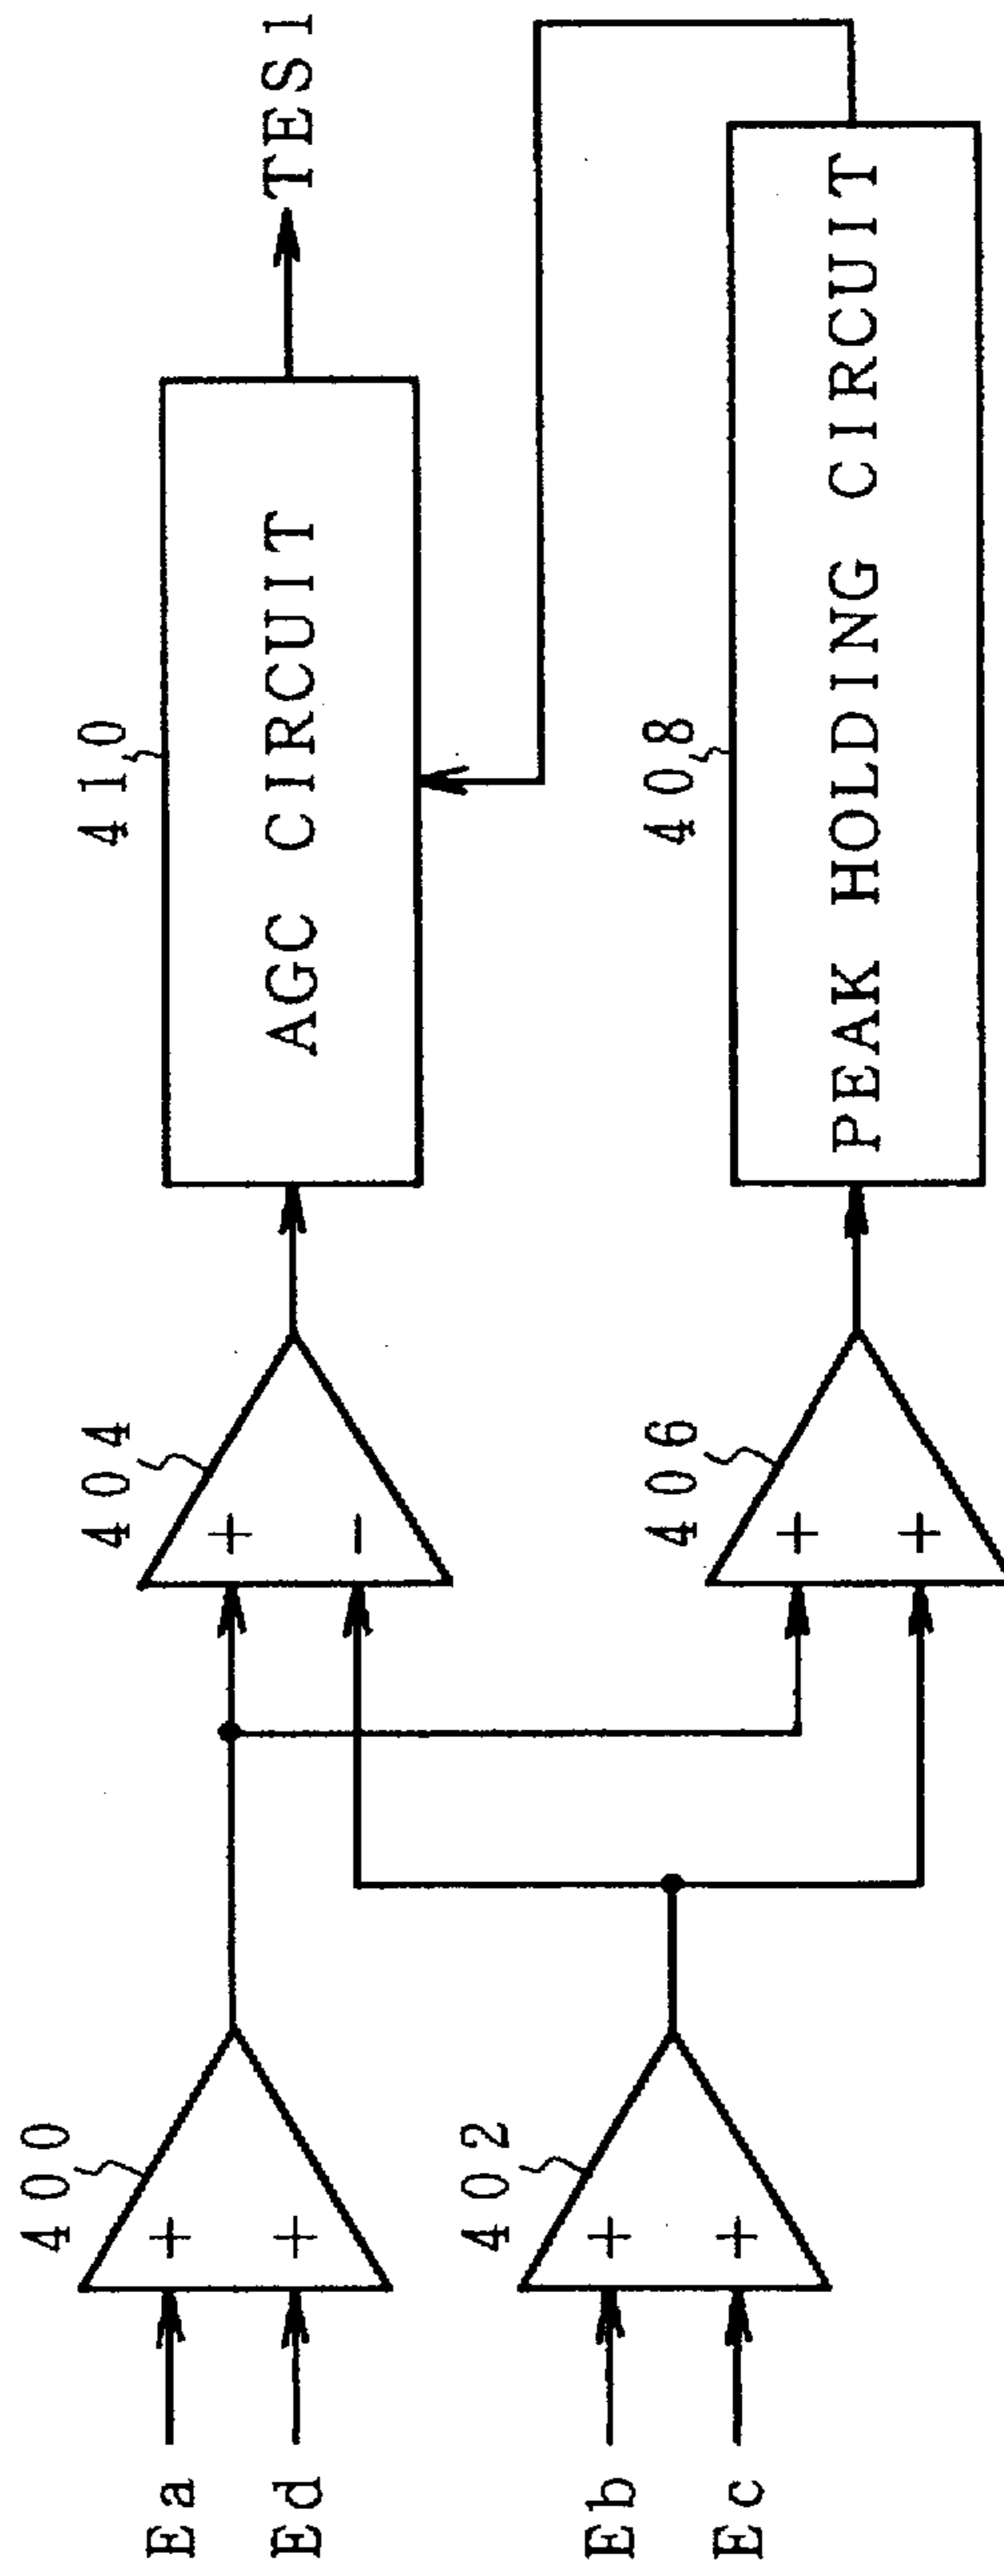 Ea
Ed
Eb
Ec
400
+
+
402
+
+
404
+
-
406
+
+
410
AGC CIRCUIT
408
PEAK HOLDING CIRCUIT
TES1